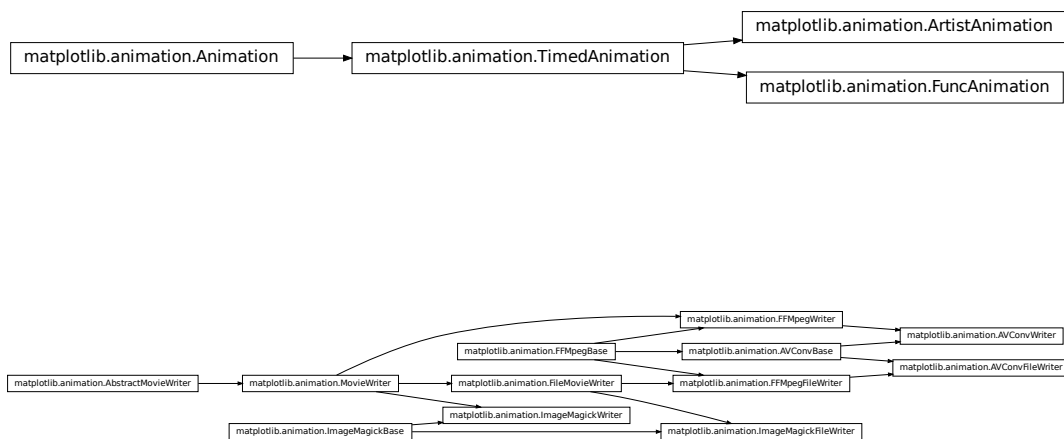 matplotlib.animation.ArtistAnimation
matplotlib.animation.Animation
matplotlib.animation.TimedAnimation
matplotlib.animation.FuncAnimation
matplotlib.animation.FFMpegWriter
matplotlib.animation.AVConvWriter
matplotlib.animation.FFMpegBase
matplotlib.animation.AVConvBase
matplotlib.animation.AVConvFileWriter
matplotlib.animation.AbstractMovieWriter
matplotlib.animation.MovieWriter
matplotlib.animation.FileMovieWriter
matplotlib.animation.FFMpegFileWriter
matplotlib.animation.ImageMagickWriter
matplotlib.animation.ImageMagickBase
matplotlib.animation.ImageMagickFileWriter